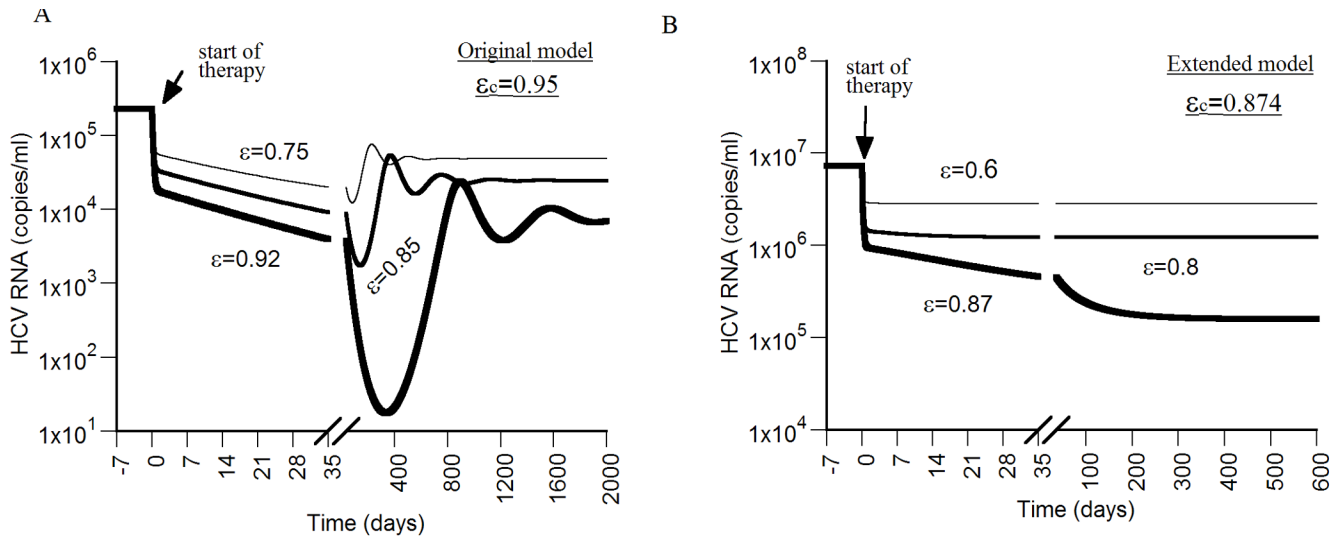 A
start of
therapy
Original model
εc=0.95
HCV RNA (copies/ml)
1x10^6
1x10^5
1x10^4
1x10^3
1x10^2
1x10^1
ε=0.75
ε=0.92
ε=0.85
-7 0 7 14 21 28 35 400 800 1200 1600 2000
Time (days)
B
start of
therapy
Extended model
εc=0.874
HCV RNA (copies/ml)
1x10^8
1x10^7
1x10^6
1x10^5
1x10^4
ε=0.6
ε=0.8
ε=0.87
-7 0 7 14 21 28 35 100 200 300 400 500 600
Time (days)